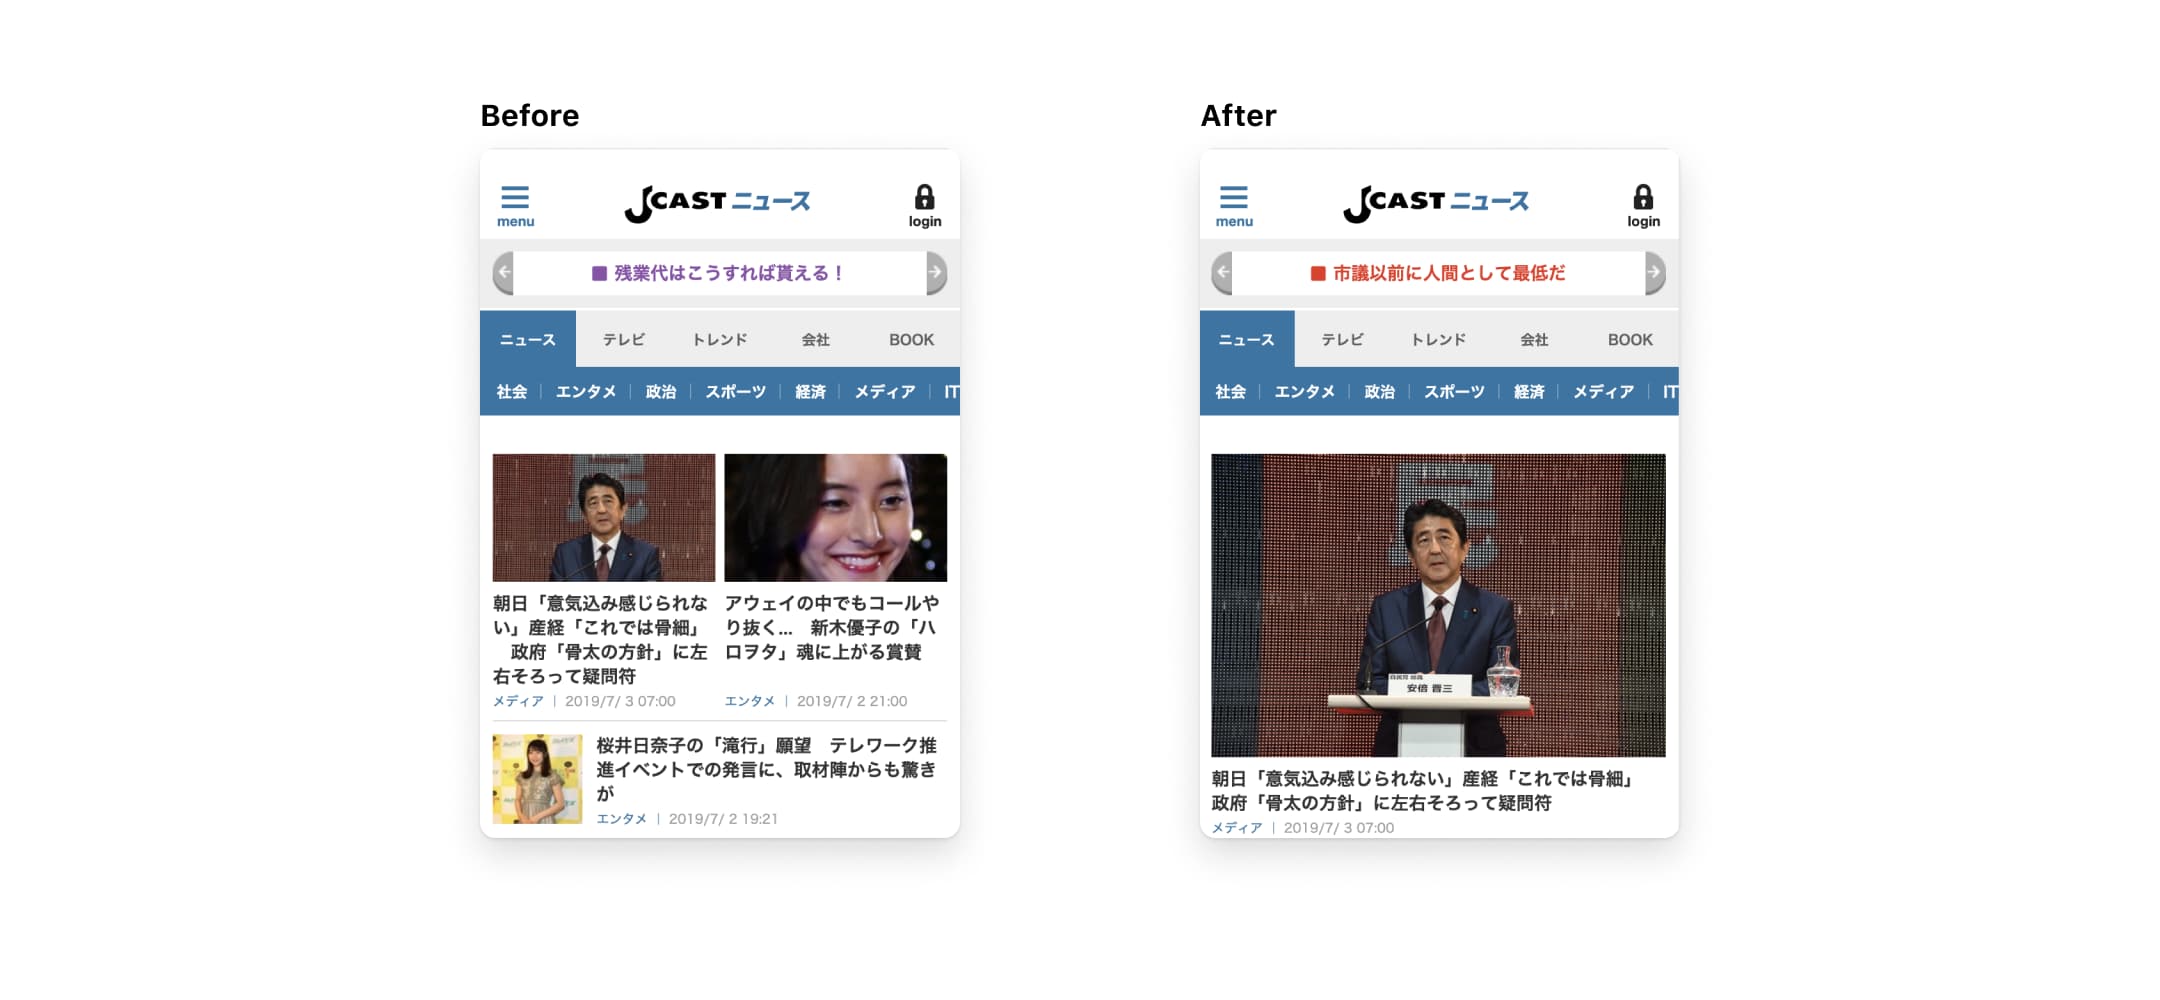 Before
menu
J CAST ニュース
login
■ 残業代はこうすれば貰える！
ニュース
テレビ
トレンド
会社
BOOK
社会
エンタメ
政治
スポーツ
経済
メディア
IT
朝日「意気込み感じられな
い」産経「これでは骨細」
政府「骨太の方針」に左
右そろって疑問符
メディア | 2019/7/ 3 07:00
アウェイの中でもコールや
り抜く... 新木優子の「ハ
ロヲタ」魂に上がる賞賛
エンタメ | 2019/7/ 2 21:00
桜井日奈子の「滝行」願望　テレワーク推
進イベントでの発言に、取材陣からも驚き
が
エンタメ | 2019/7/ 2 19:21
After
menu
J CAST ニュース
login
■ 市議以前に人間として最低だ
ニュース
テレビ
トレンド
会社
BOOK
社会
エンタメ
政治
スポーツ
経済
メディア
IT
安倍 晋三
朝日「意気込み感じられない」産経「これでは骨細」
政府「骨太の方針」に左右そろって疑問符
メディア | 2019/7/ 3 07:00